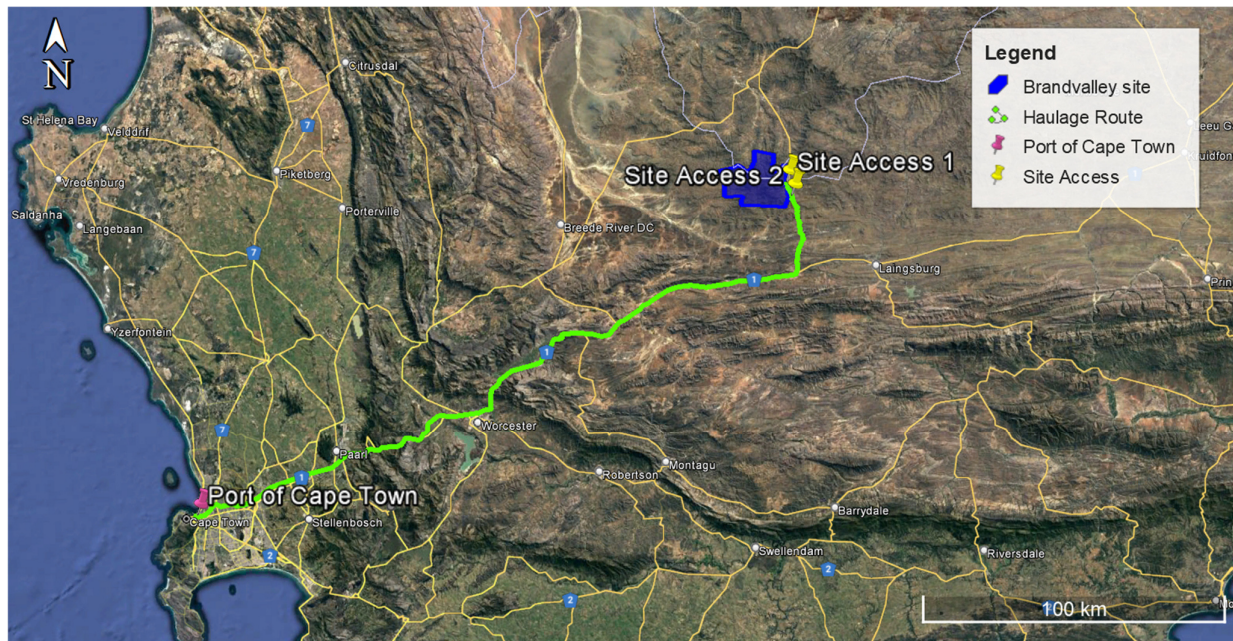 N
Legend
Brandvalley site
Haulage Route
Port of Cape Town
Site Access
Citrusdal
St Helena Bay
Velddrif
7
Vredenburg
Piketberg
Saldanha
Langebaan
Porterville
Breede River DC
Site Access 2
Site Access 1
1
7
Laingsburg
1
Yzerfontein
1
7
Worcester
Paarl
1
Robertson
Montagu
Port of Cape Town
Cape Town
Stellenbosch
Barrydale
2
Swellendam
2
Riversdale
2
100 km